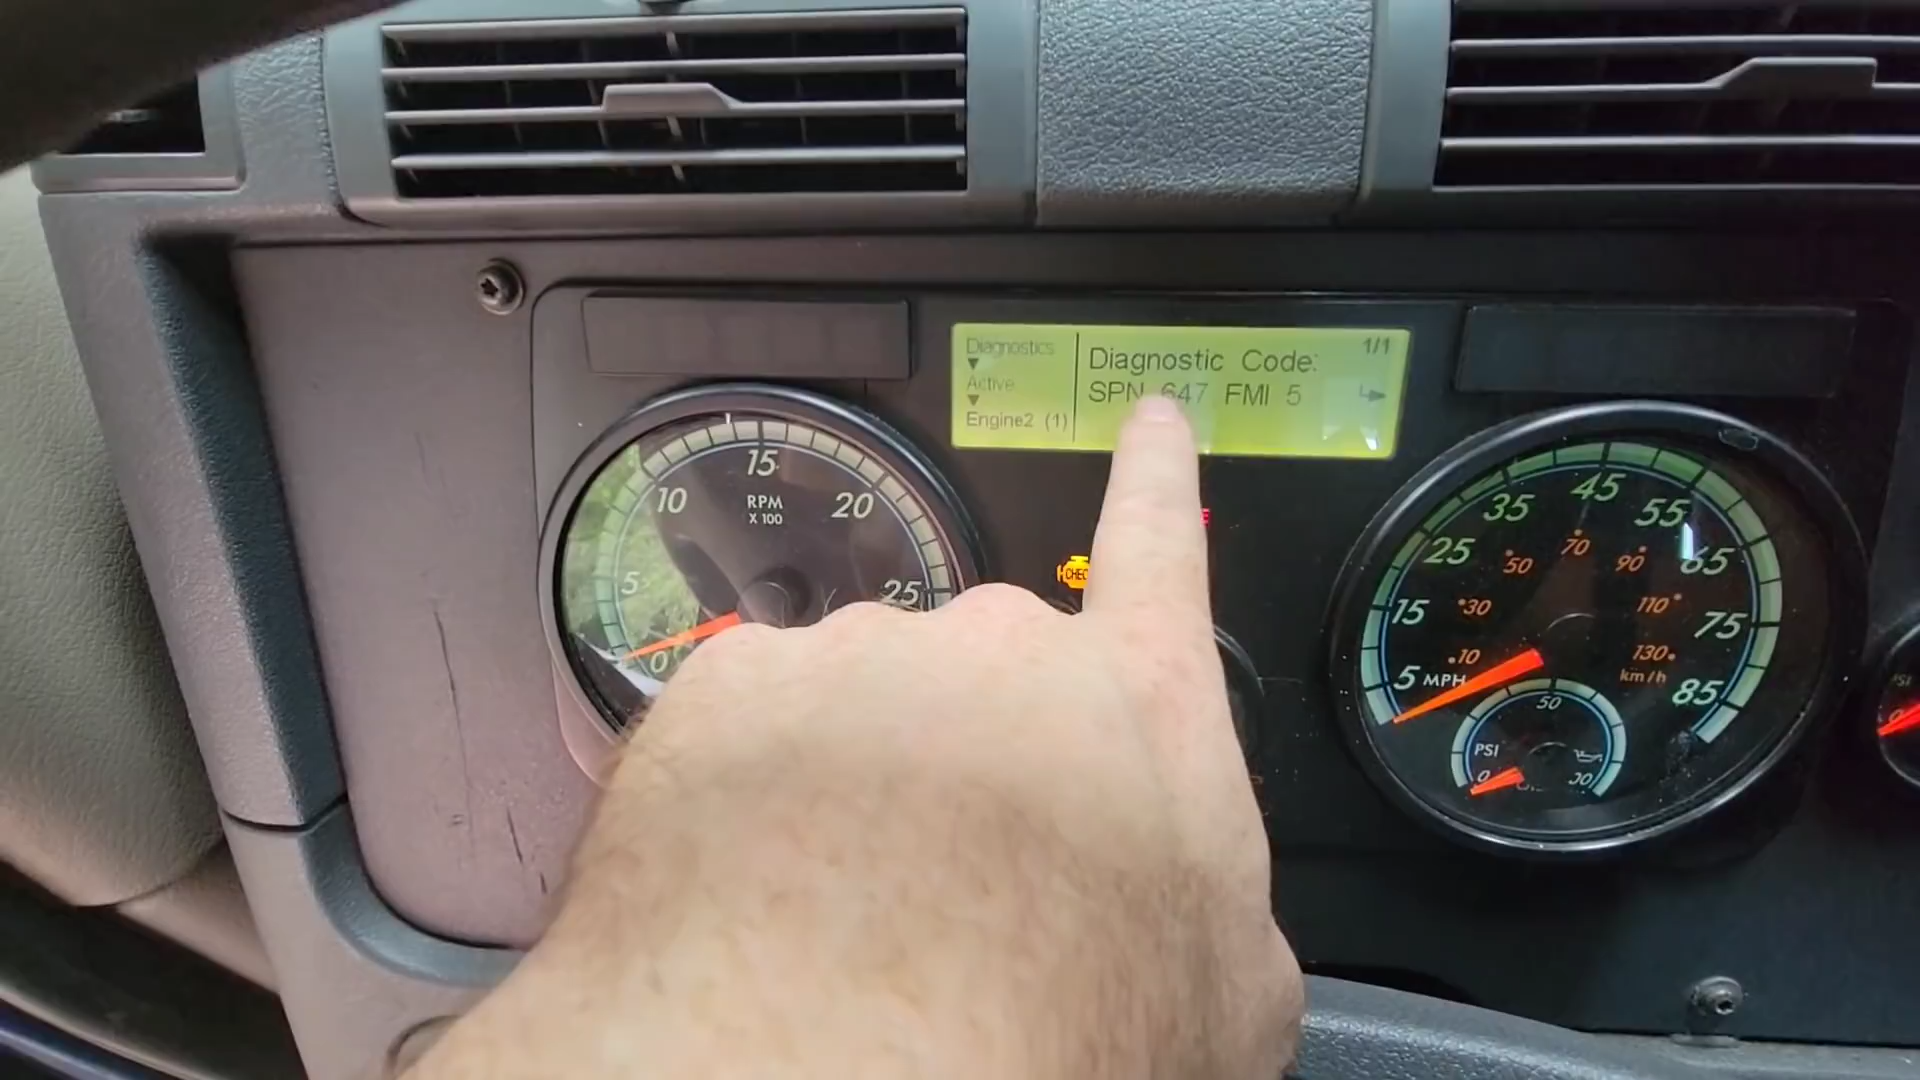 Diagnostics
Active
Engine2 (1)
Diagnostic Code:
1/1
SPN 647 FMI 5
0
5
10
15
20
25
RPM
X 100
5 MPH
15
25
35
45
55
65
75
85
10
30
50
70
90
110
130
km/h
PSI
0
50